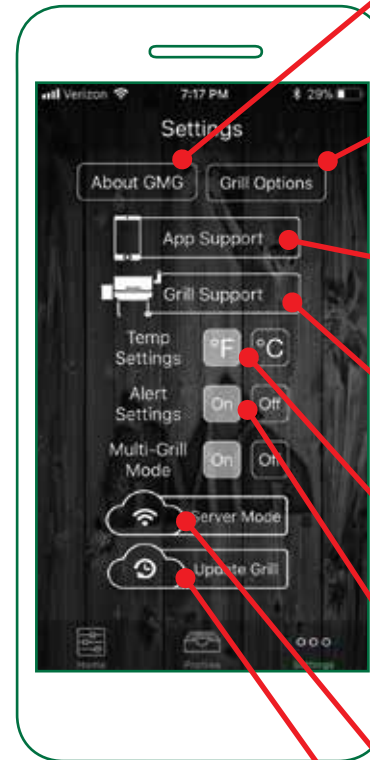 Verizon 7:17 PM 29%
Settings
About GMG Grill Options
App Support
Grill Support
Temp
Settings
°F °C
Alert
Settings
On Off
Multi-Grill
Mode
On Off
Server Mode
Update Grill
Home Profiles Settings